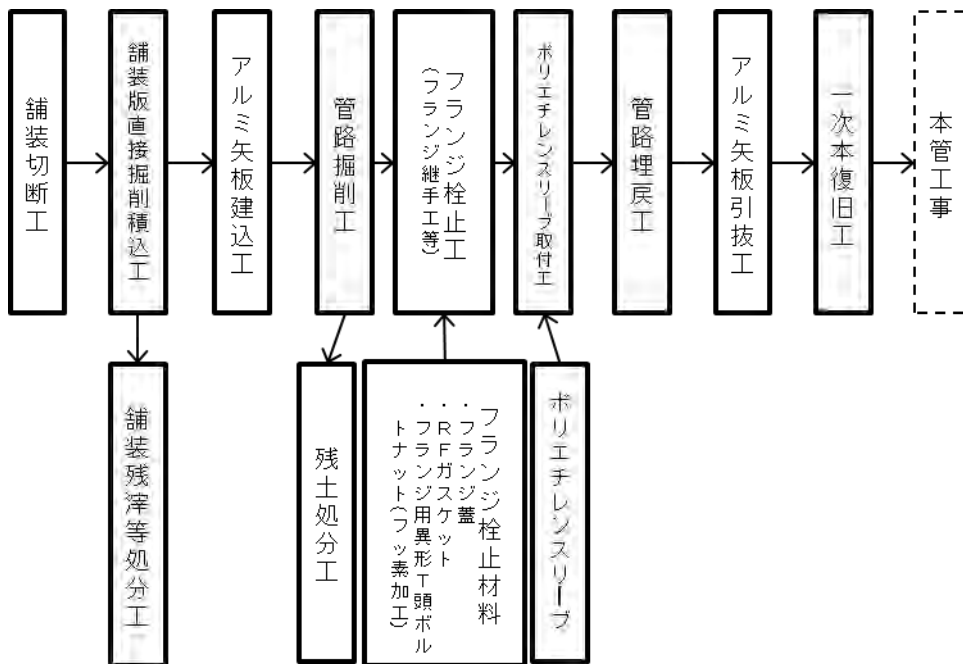 舗装切断工
舗装版直接掘削積込工
アルミ矢板建込工
管路掘削工
フランジ栓止工
(フランジ継手工等)
ポリエチレンスリーブ取付工
管路埋戻工
アルミ矢板引抜工
一次本復旧工
本管工事
舗装残滓等処分工
残土処分工
フランジ栓止材料
・フランジ蓋
・RFガスケット
・フランジ用異形T頭ボル
トナット(フッ素加工)
ポリエチレンスリーブ